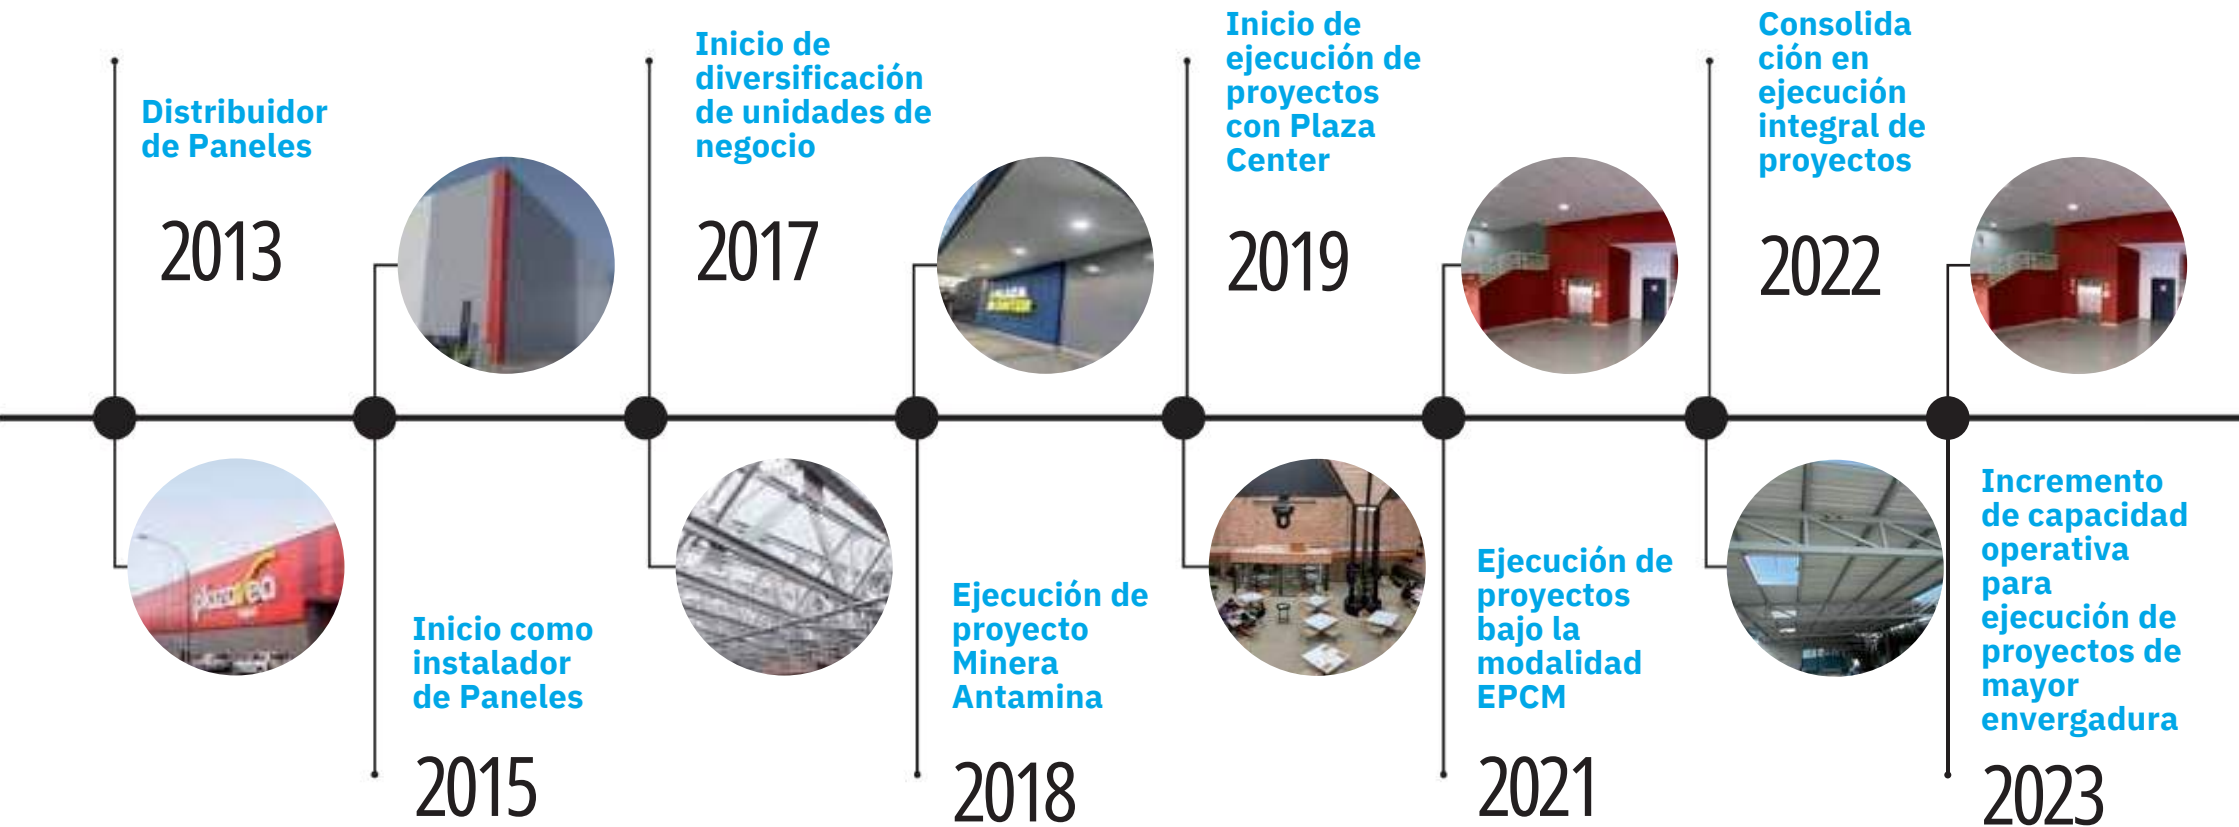 Distribuidor
de Paneles
2013
Inicio como
instalador
de Paneles
2015
Inicio de
diversificación
de unidades de
negocio
2017
Ejecución de
proyecto
Minera
Antamina
2018
Inicio de
ejecución de
proyectos
con Plaza
Center
2019
Ejecución de
proyectos
bajo la
modalidad
EPCM
2021
Consolida
ción en
ejecución
integral de
proyectos
2022
Incremento
de capacidad
operativa
para
ejecución de
proyectos de
mayor
envergadura
2023
plazavea
PLAZA
CENTER